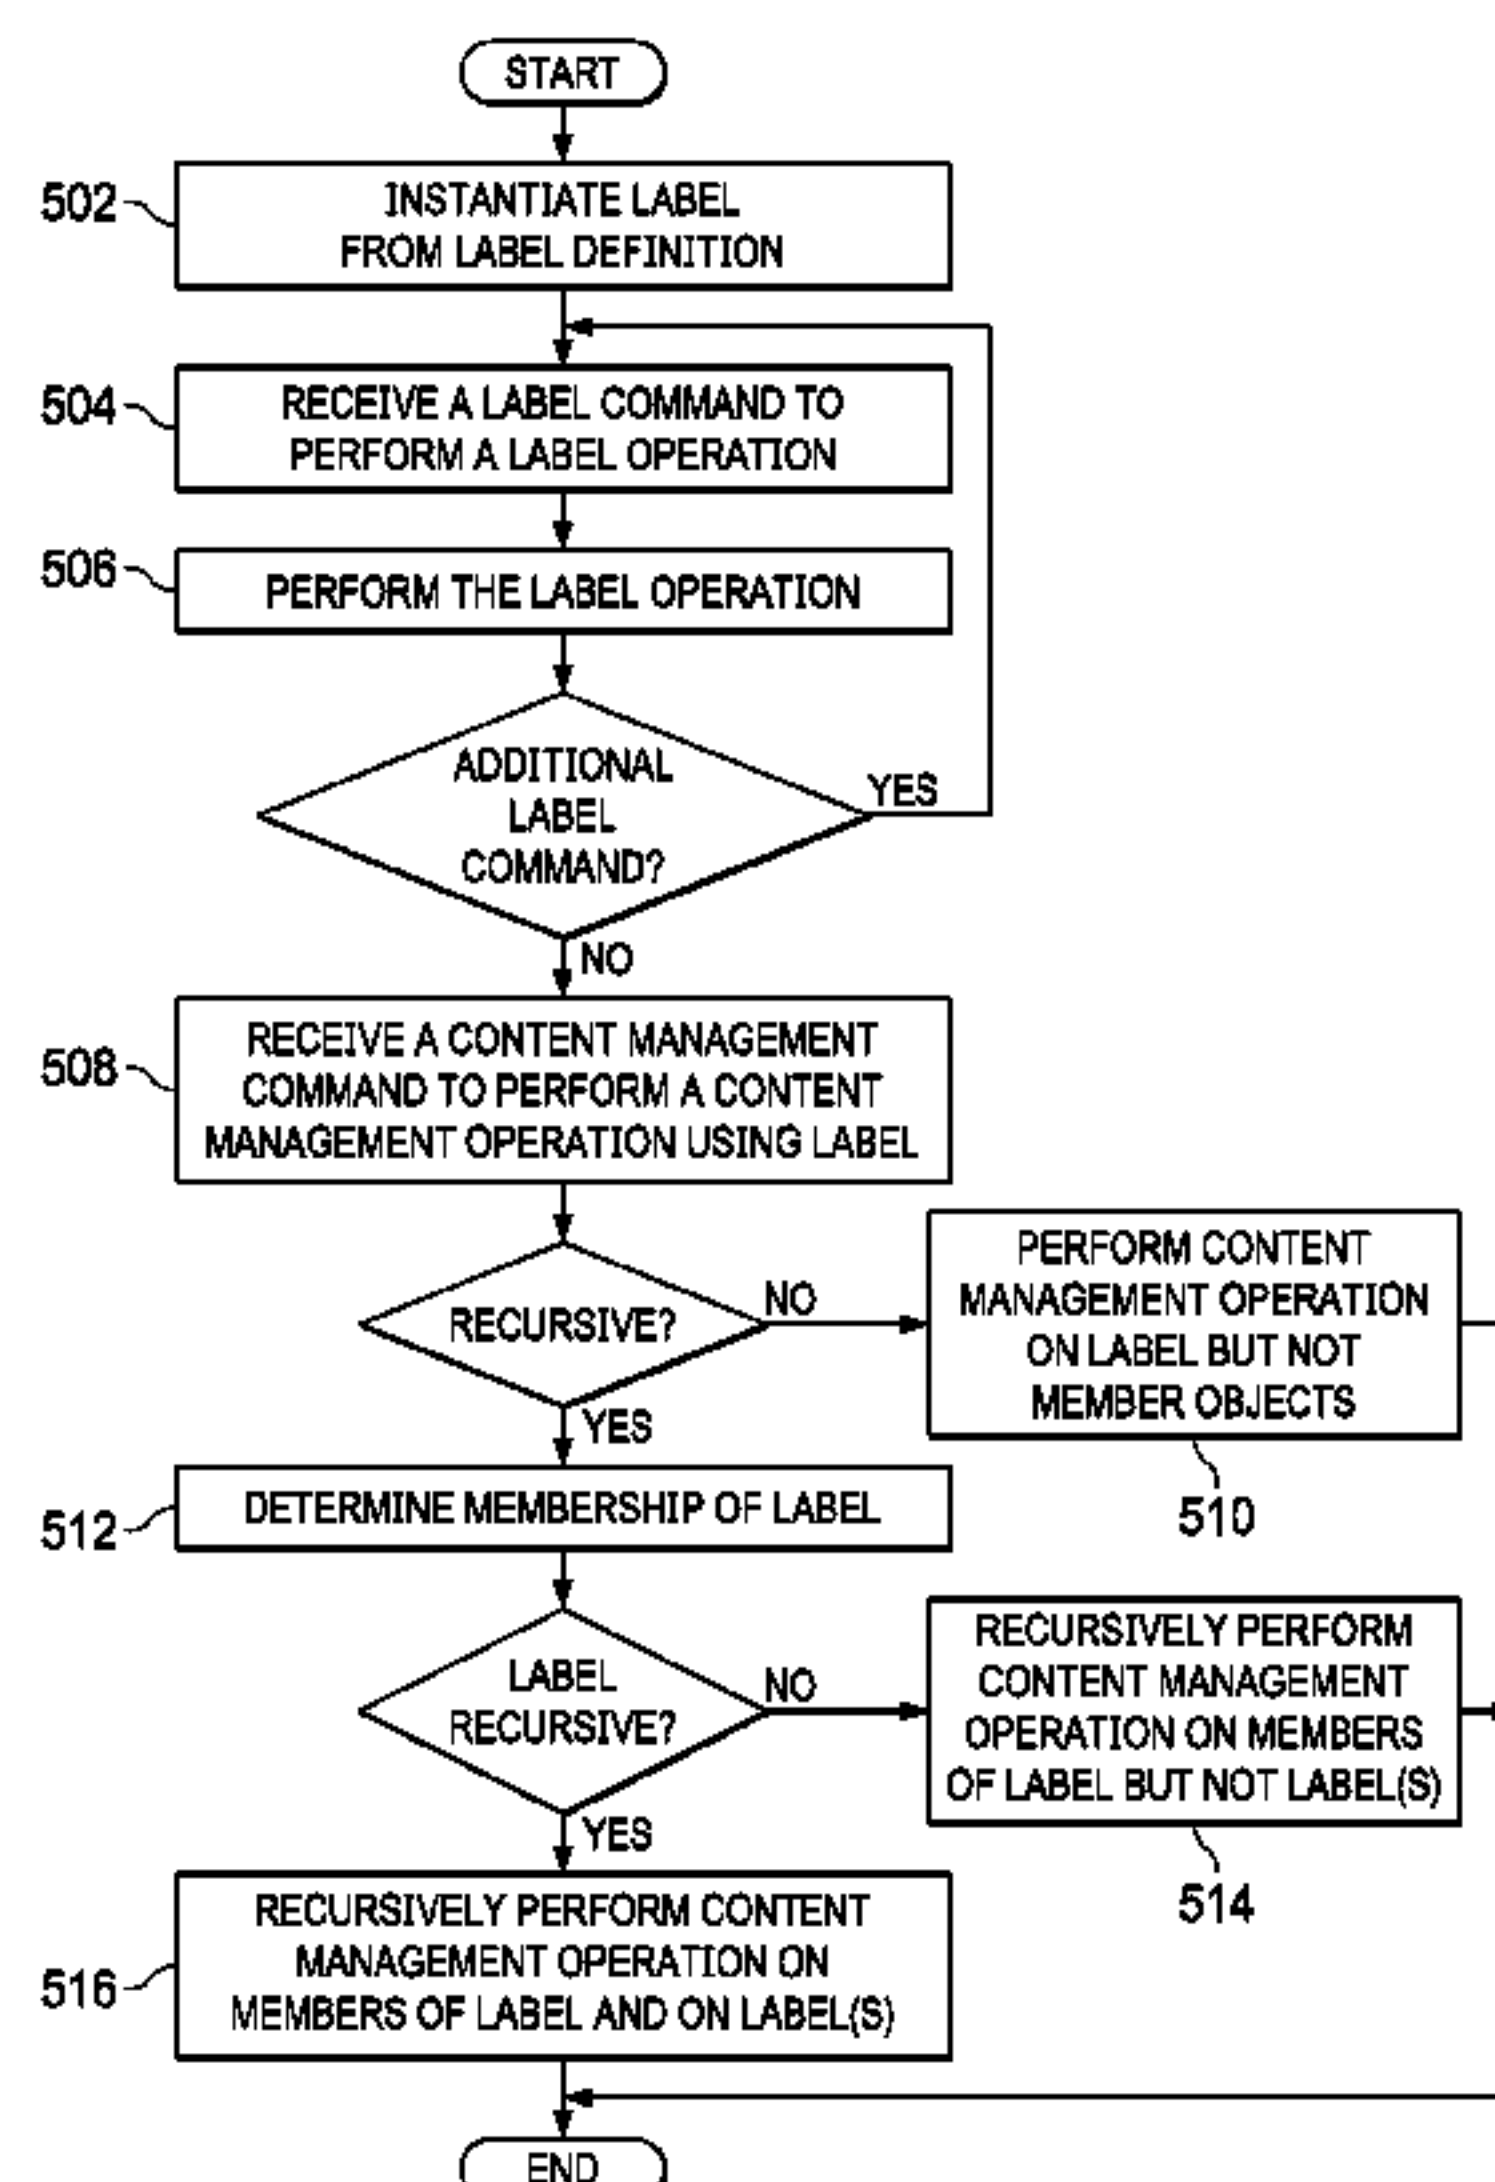 START
502
INSTANTIATE LABEL
FROM LABEL DEFINITION
504
RECEIVE A LABEL COMMAND TO
PERFORM A LABEL OPERATION
506
PERFORM THE LABEL OPERATION
ADDITIONAL
LABEL
COMMAND?
YES
NO
508
RECEIVE A CONTENT MANAGEMENT
COMMAND TO PERFORM A CONTENT
MANAGEMENT OPERATION USING LABEL
RECURSIVE?
NO
PERFORM CONTENT
MANAGEMENT OPERATION
ON LABEL BUT NOT
MEMBER OBJECTS
510
YES
512
DETERMINE MEMBERSHIP OF LABEL
LABEL
RECURSIVE?
NO
RECURSIVELY PERFORM
CONTENT MANAGEMENT
OPERATION ON MEMBERS
OF LABEL BUT NOT LABEL(S)
514
YES
516
RECURSIVELY PERFORM CONTENT
MANAGEMENT OPERATION ON
MEMBERS OF LABEL AND ON LABEL(S)
END